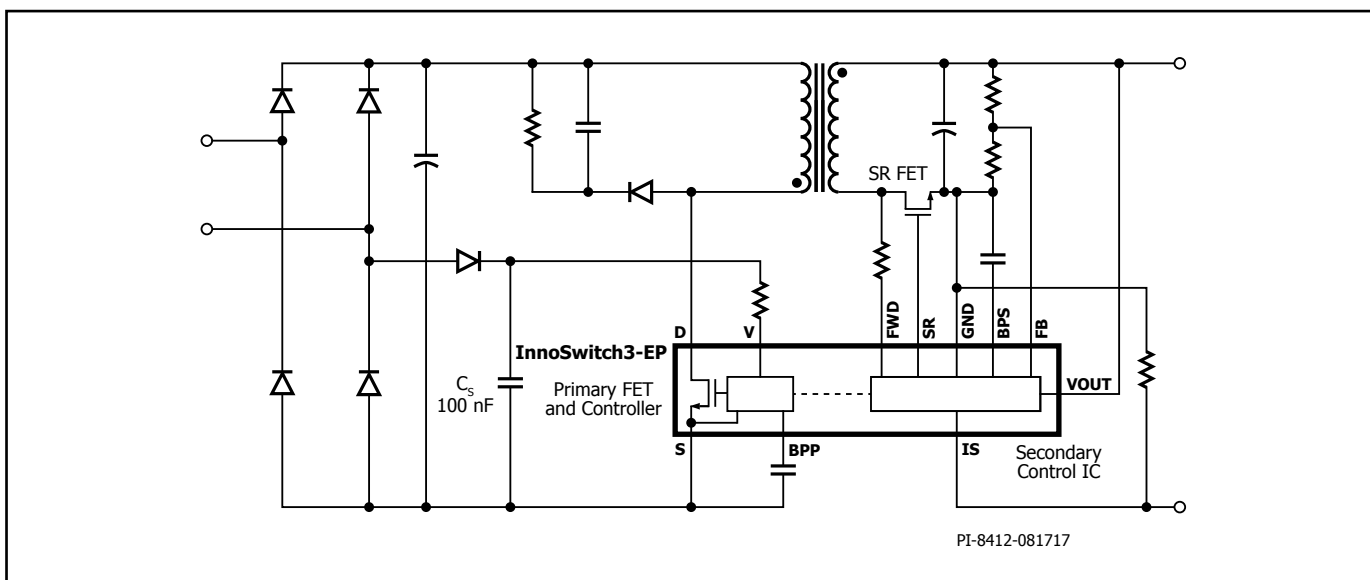 SR FET
FWD
SR
GND
BPS
FB
D
V
InnoSwitch3-EP
VOUT
Primary FET
and Controller
C_S
100 nF
S
BPP
IS
Secondary
Control IC
PI-8412-081717